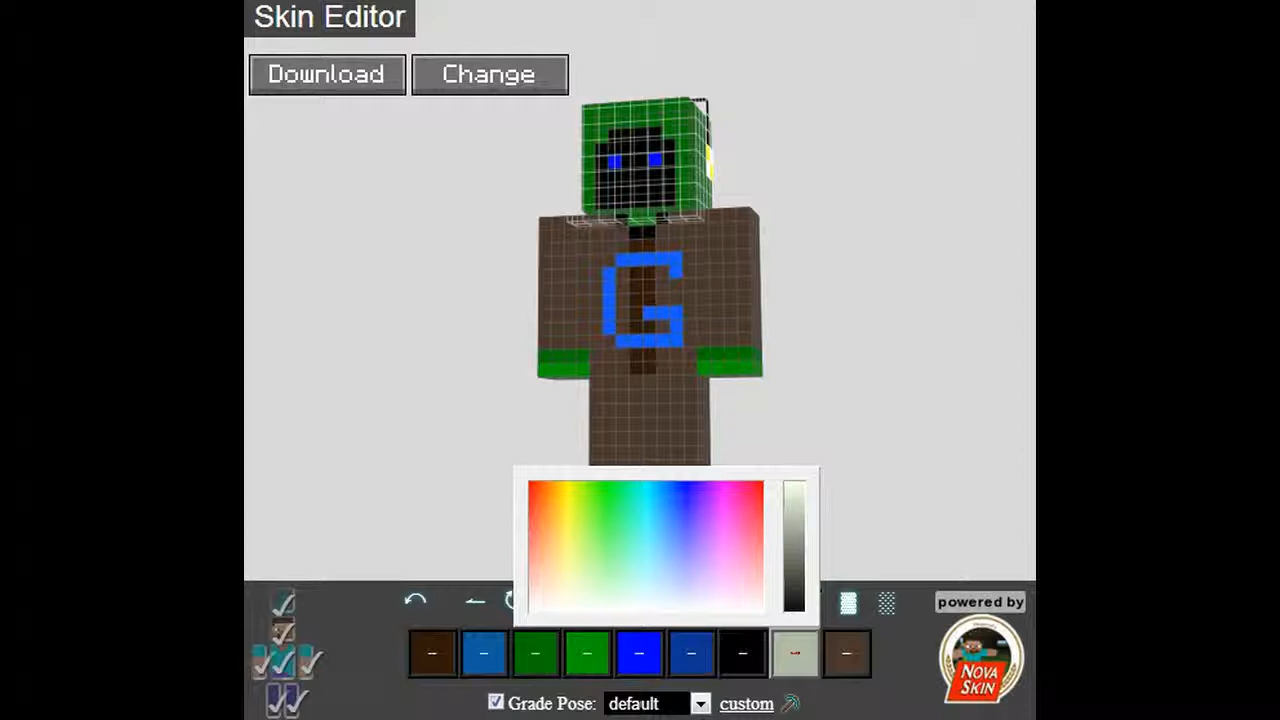 Skin Editor
Download Change
G
powered by
NOVA
SKIN
Grade Pose: default custom